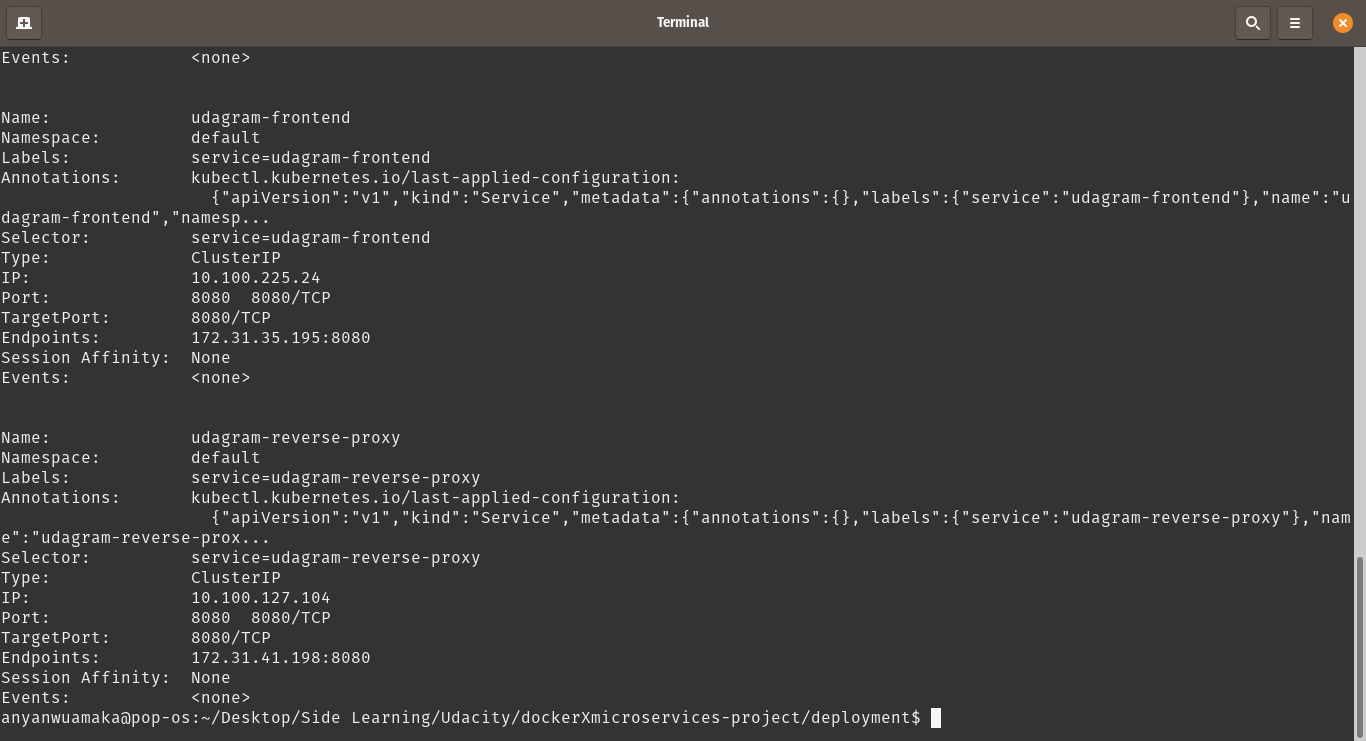 Terminal
Events:            <none>
Name:              udagram-frontend
Namespace:         default
Labels:            service=udagram-frontend
Annotations:       kubectl.kubernetes.io/last-applied-configuration:
                     {"apiVersion":"v1","kind":"Service","metadata":{"annotations":{},"labels":{"service":"udagram-frontend"},"name":"u
dagram-frontend","namesp...
Selector:          service=udagram-frontend
Type:              ClusterIP
IP:                10.100.225.24
Port:              8080  8080/TCP
TargetPort:        8080/TCP
Endpoints:         172.31.35.195:8080
Session Affinity:  None
Events:            <none>
Name:              udagram-reverse-proxy
Namespace:         default
Labels:            service=udagram-reverse-proxy
Annotations:       kubectl.kubernetes.io/last-applied-configuration:
                     {"apiVersion":"v1","kind":"Service","metadata":{"annotations":{},"labels":{"service":"udagram-reverse-proxy"},"nam
e":"udagram-reverse-prox...
Selector:          service=udagram-reverse-proxy
Type:              ClusterIP
IP:                10.100.127.104
Port:              8080  8080/TCP
TargetPort:        8080/TCP
Endpoints:         172.31.41.198:8080
Session Affinity:  None
Events:            <none>
anyanwuamaka@pop-os:~/Desktop/Side Learning/Udacity/dockerXmicroservices-project/deployment$